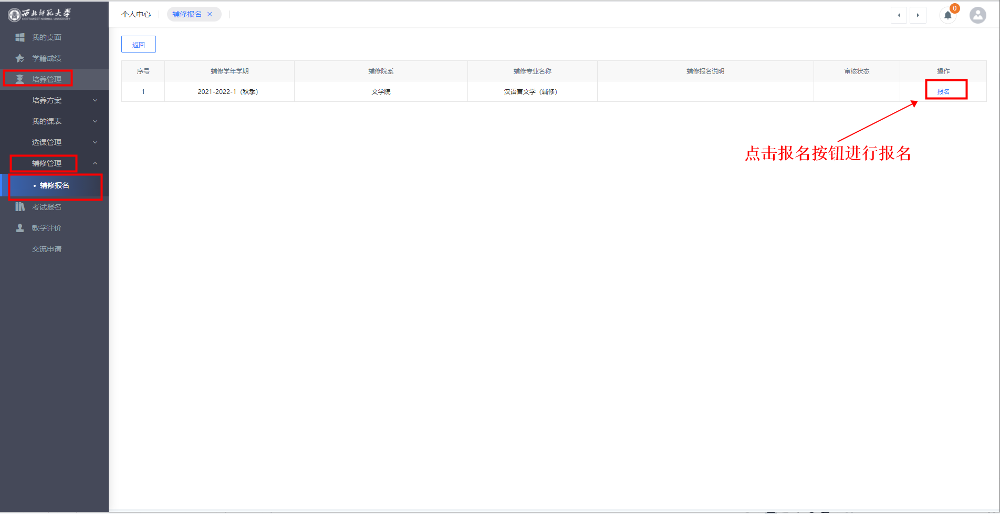 西北师范大学
NORTHWEST NORMAL UNIVERSITY
个人中心
辅修报名 ×
0
我的桌面
学籍成绩
培养管理
培养方案
我的课表
选课管理
辅修管理
• 辅修报名
考试报名
教学评价
交流申请
返回
序号 辅修学年学期 辅修院系 辅修专业名称 辅修报名说明 审核状态 操作
1 2021-2022-1（秋季） 文学院 汉语言文学（辅修） 报名
点击报名按钮进行报名